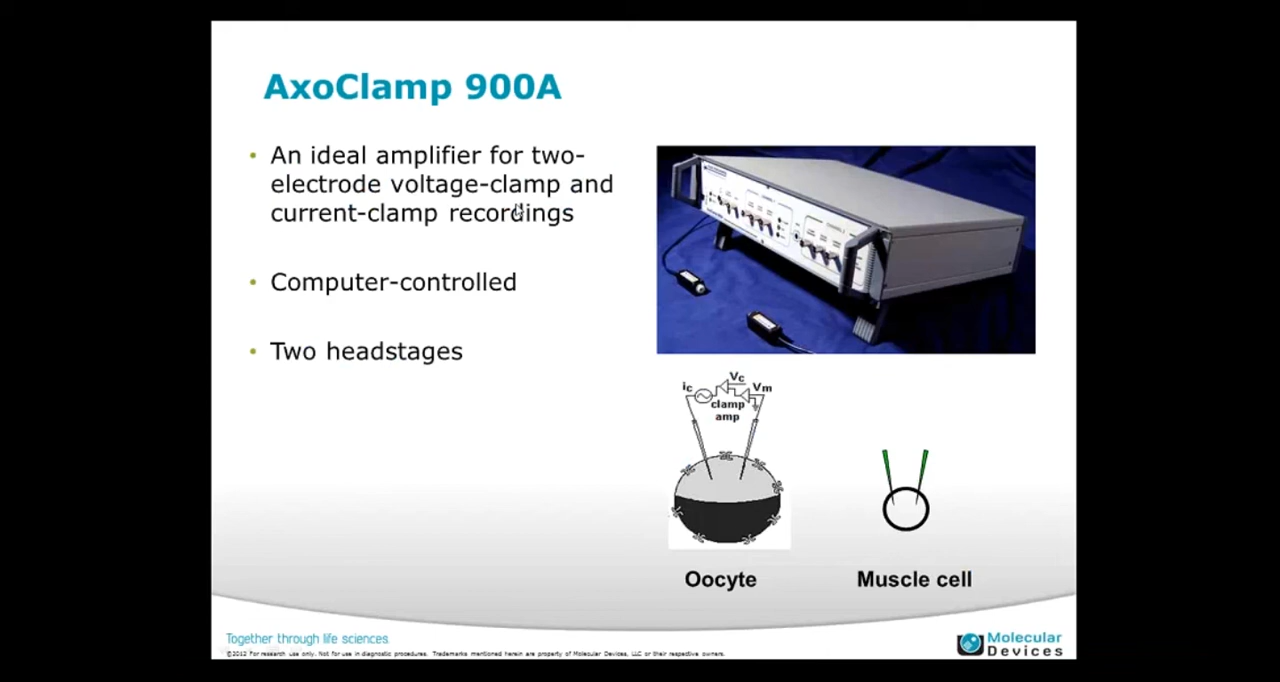 AxoClamp 900A
• An ideal amplifier for two-
electrode voltage-clamp and
current-clamp recordings
• Computer-controlled
• Two headstages
Vc
ic
Vm
clamp
amp
Oocyte
Muscle cell
Together through life sciences.
©2012 For research use only. Not for use in diagnostic procedures. Trademarks mentioned herein are property of Molecular Devices, LLC or their respective owners.
Molecular
Devices